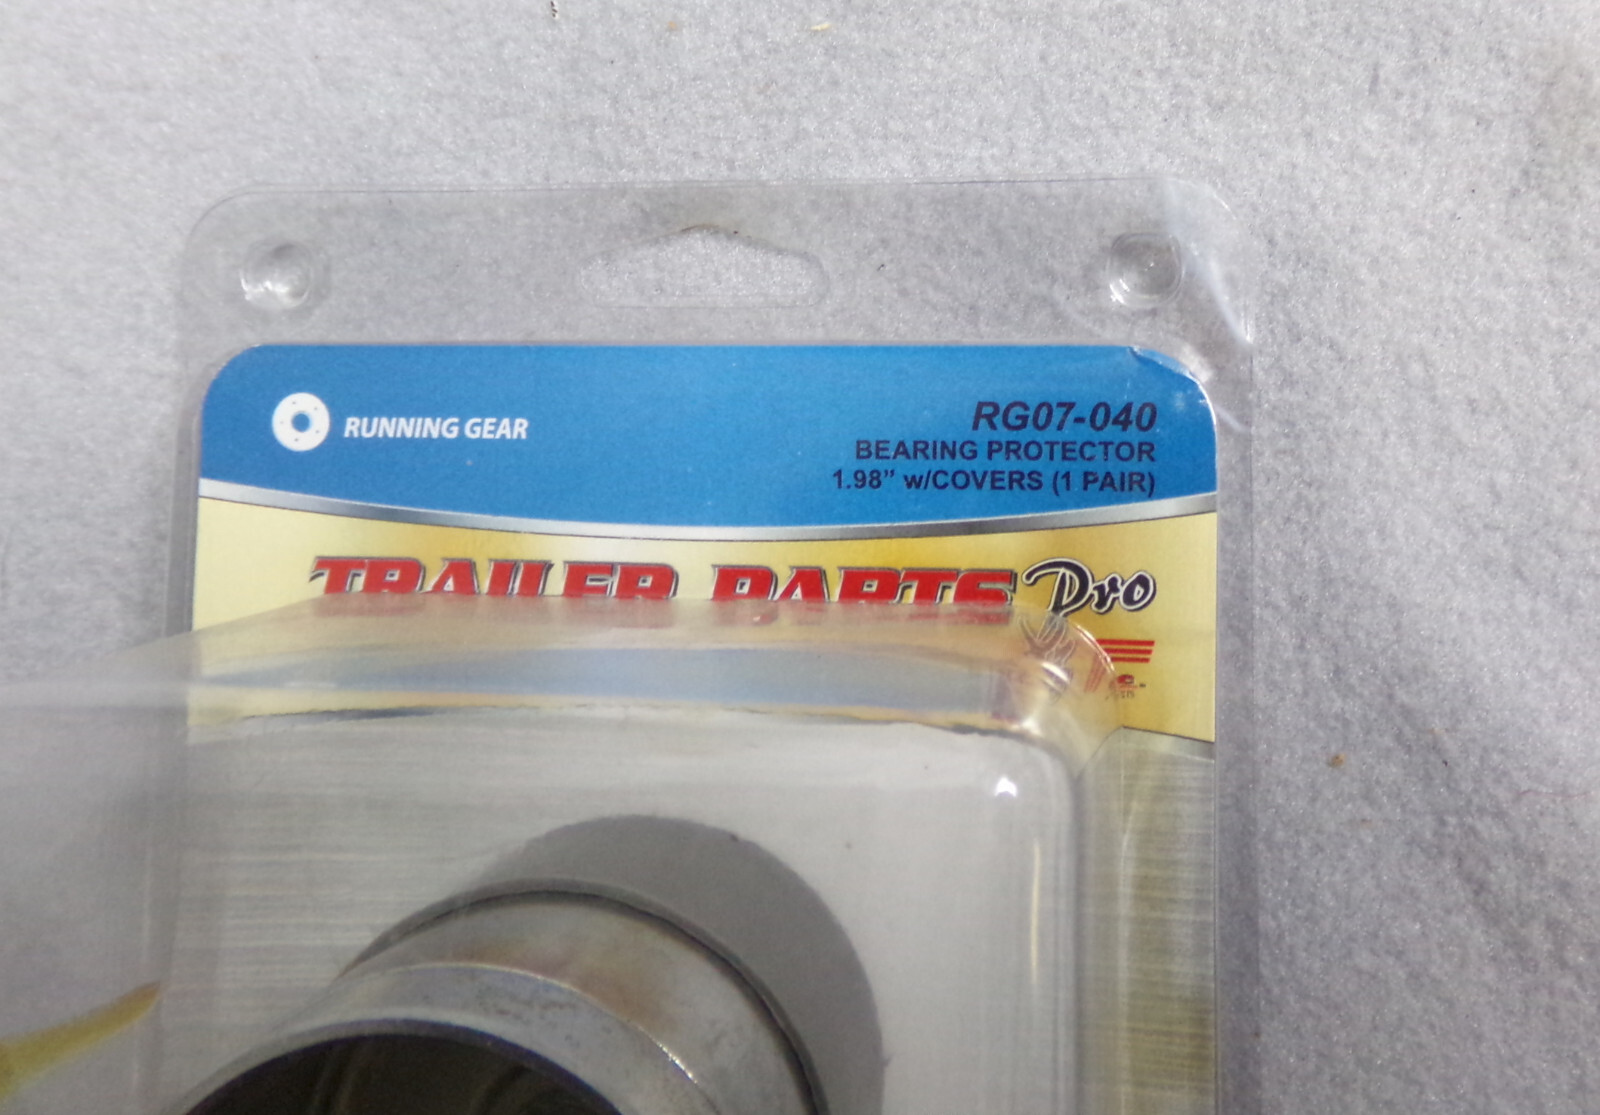 RUNNING GEAR
RG07-040
BEARING PROTECTOR
1.98” w/COVERS (1 PAIR)
TRAILER PARTS Pro